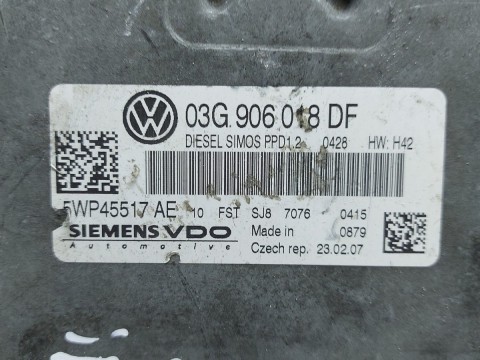 03G 906 018 DF
DIESEL SIMOS PPD1.2 0428 HW: H42
5WP45517 AE 10 FST SJ8 7076 0415
SIEMENS VDO Made in 0879
Automotive Czech rep. 23.02.07